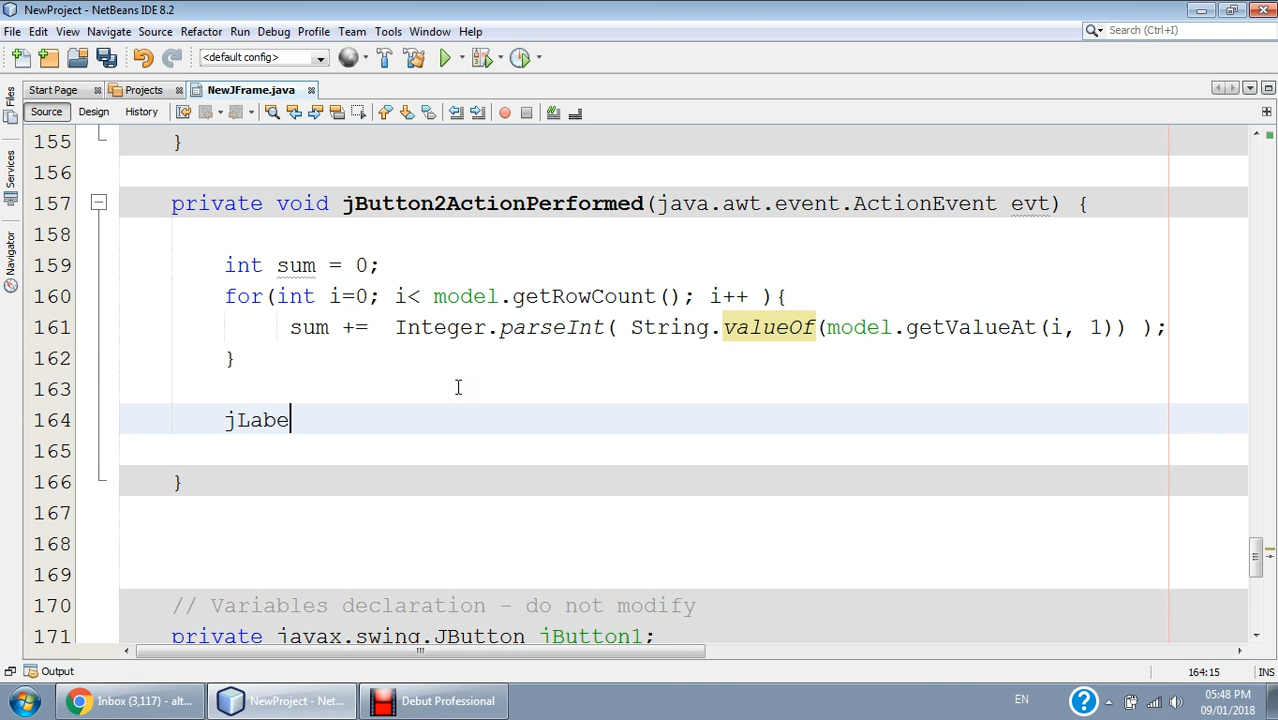 NewProject - NetBeans IDE 8.2
File Edit View Navigate Source Refactor Run Debug Profile Team Tools Window Help
Search (Ctrl+I)
<default config>
Start Page Projects NewJFrame.java
Source Design History
Files
Services
Navigator
155 }
156
157 private void jButton2ActionPerformed(java.awt.event.ActionEvent evt) {
158
159 int sum = 0;
160 for(int i=0; i< model.getRowCount(); i++ ){
161 sum += Integer.parseInt( String.valueOf(model.getValueAt(i, 1)) );
162 }
163
164 jLabe
165
166 }
167
168
169
170 // Variables declaration - do not modify
171 private javax.swing.JButton jButton1;
Output
164:15 INS
Inbox (3,117) - alt... NewProject - Net... Debut Professional EN 05:48 PM
09/01/2018